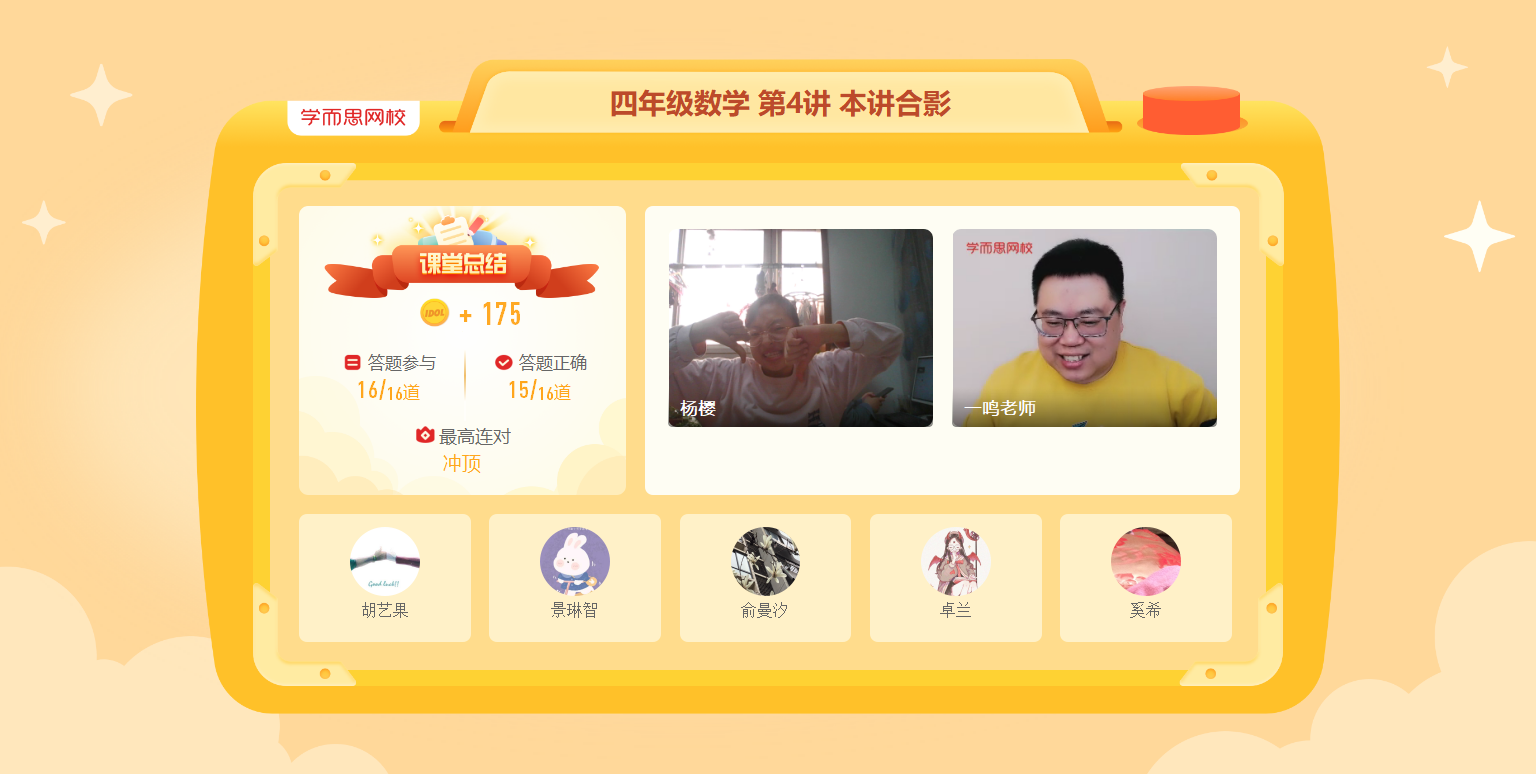 学而思网校
四年级数学 第4讲 本讲合影
课堂总结
IDOL + 175
答题参与
16/16道
答题正确
15/16道
最高连对
冲顶
学而思网校
杨樱
一鸣老师
Good luck!!
胡艺果
景琳智
俞曼汐
卓兰
奚希